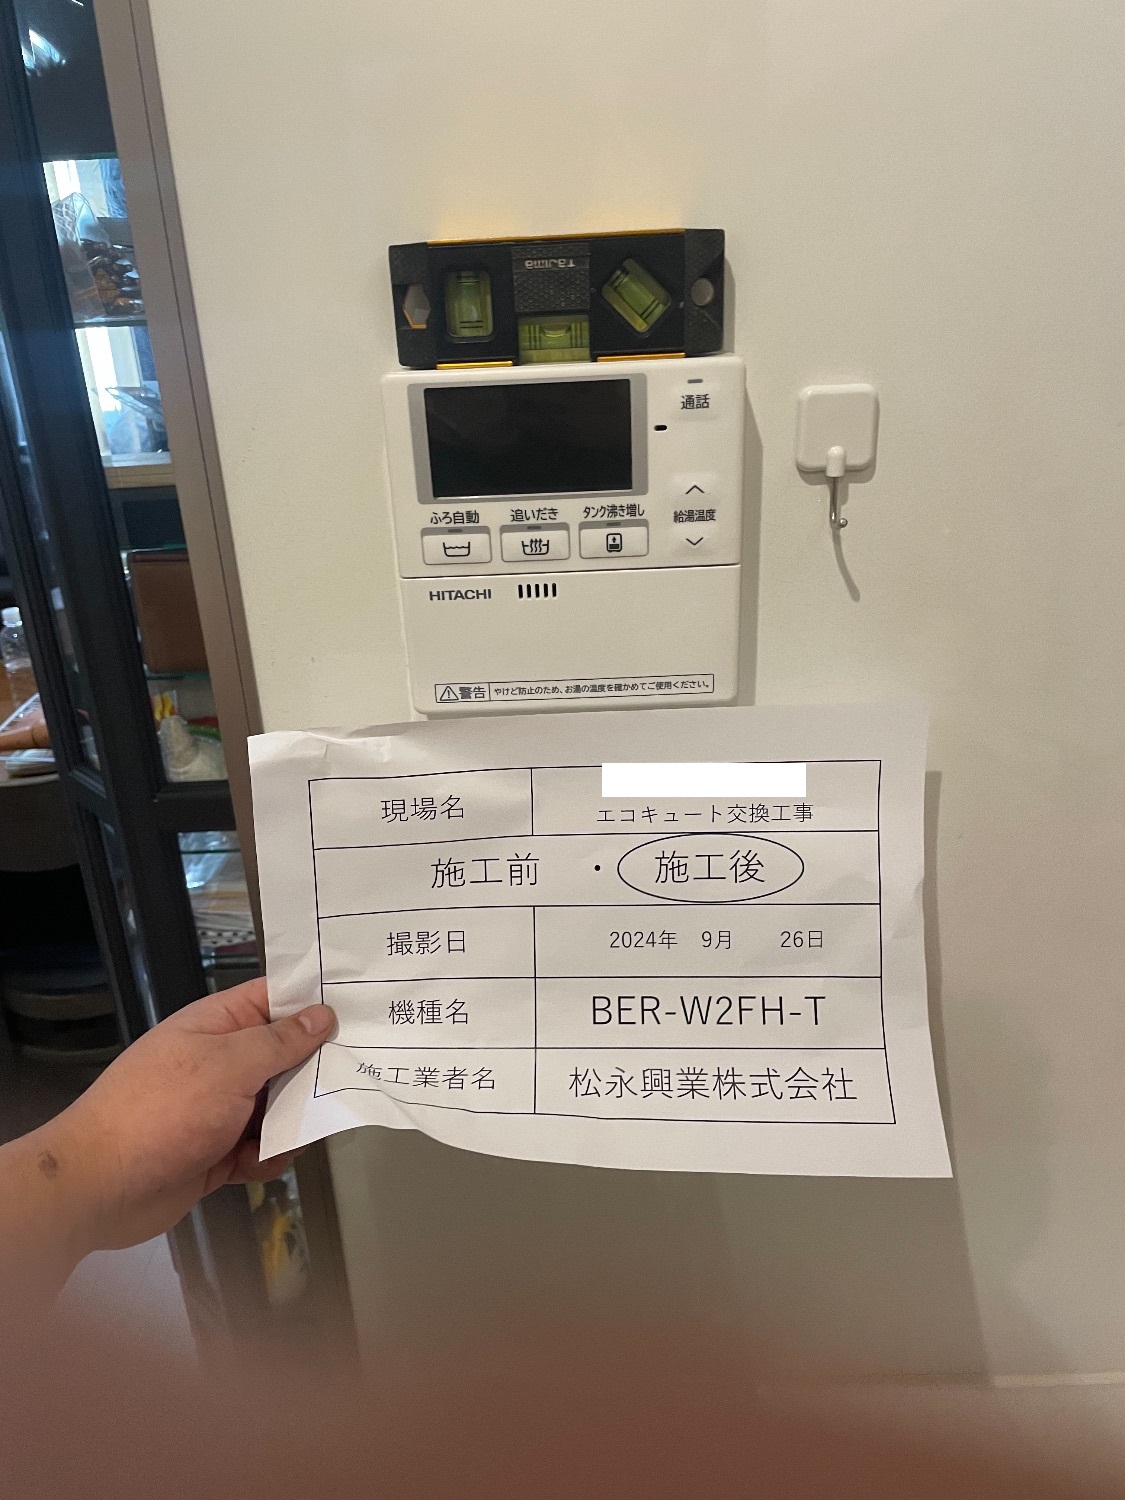 Tajima
通話
ふろ自動 追いだき タンク沸き増し
給湯温度
HITACHI
警告 やけど防止のため、お湯の温度を確かめてご使用ください。
現場名 エコキュート交換工事
施工前 ・ 施工後
撮影日 2024年 9月 26日
機種名 BER-W2FH-T
施工業者名 松永興業株式会社